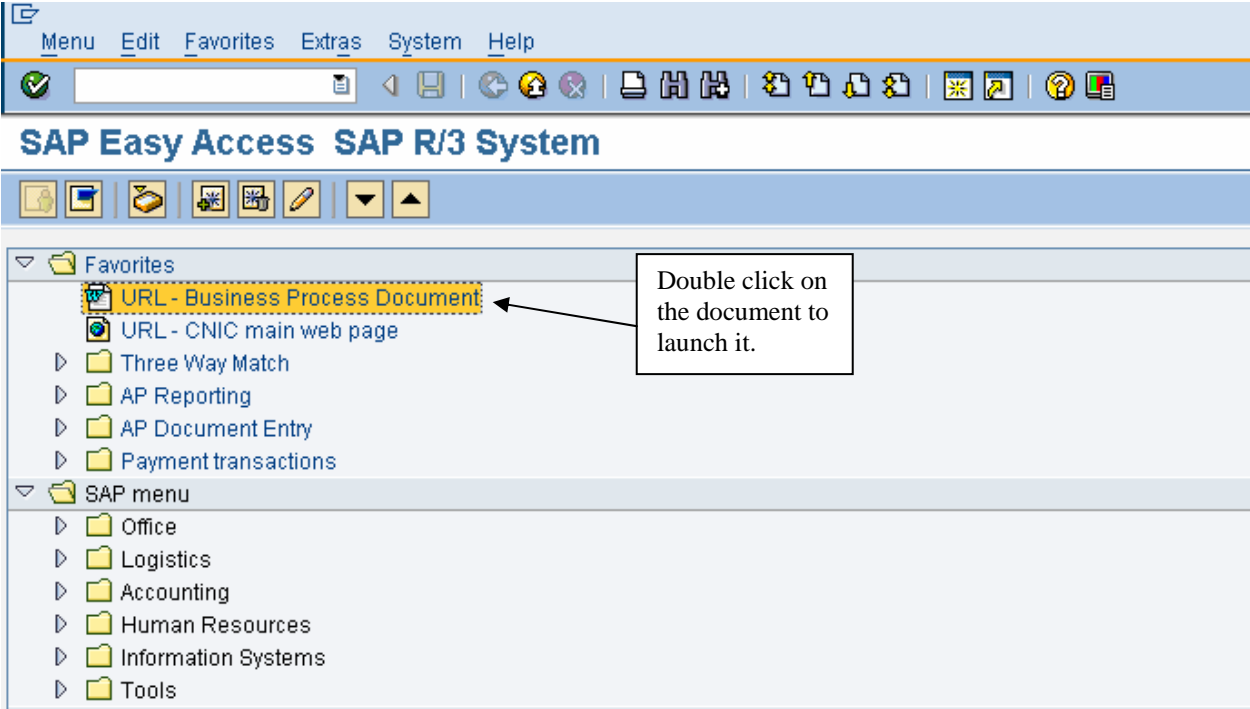 Menu Edit Favorites Extras System Help
SAP Easy Access SAP R/3 System
Favorites
URL - Business Process Document
URL - CNIC main web page
Three Way Match
AP Reporting
AP Document Entry
Payment transactions
SAP menu
Office
Logistics
Accounting
Human Resources
Information Systems
Tools
Double click on
the document to
launch it.